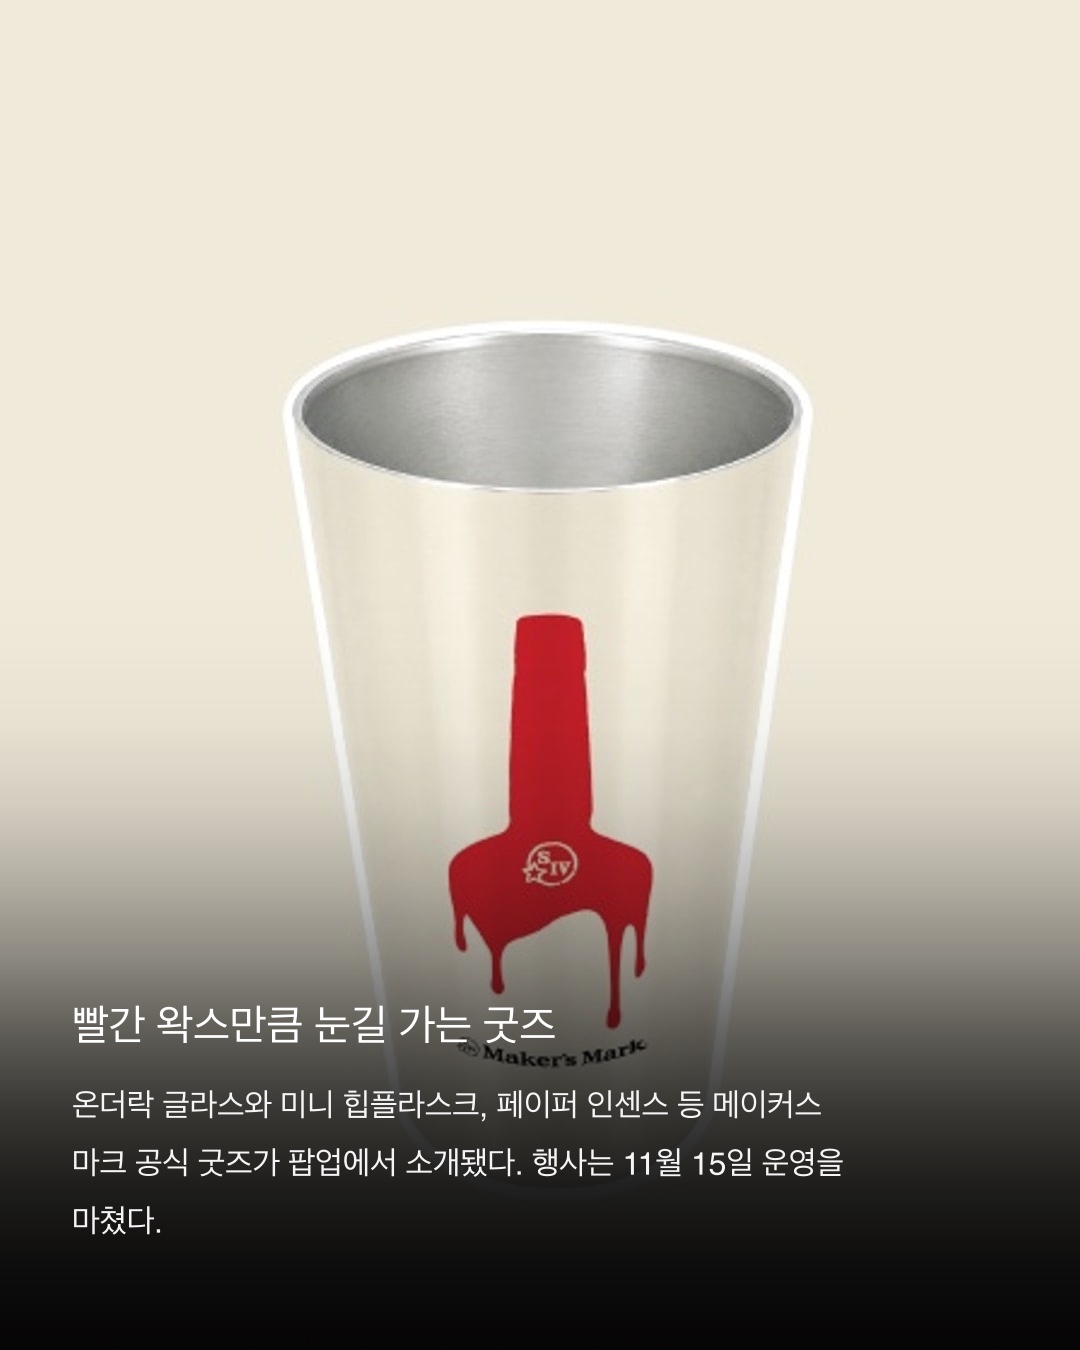 S
IV
빨간 왁스만큼 눈길 가는 굿즈
Maker's Mark
온더락 글라스와 미니 힙플라스크, 페이퍼 인센스 등 메이커스
마크 공식 굿즈가 팝업에서 소개됐다. 행사는 11월 15일 운영을
마쳤다.